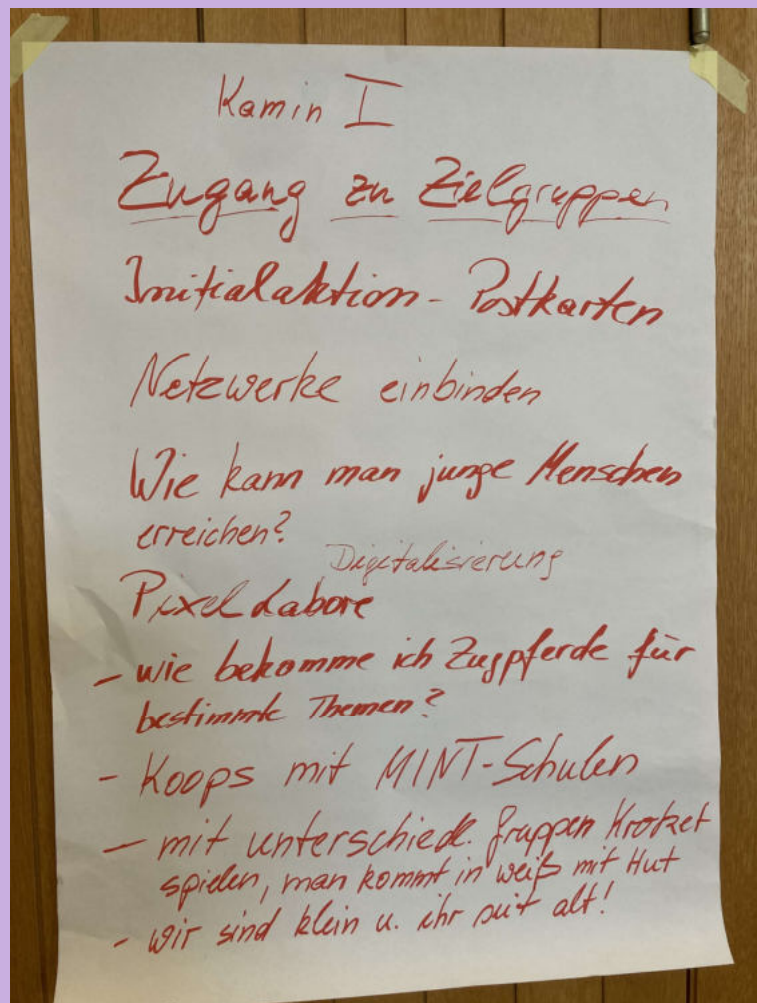 Kamin I
Zugang zu Zielgruppen
Initialaktion - Postkarten
Netzwerke einbinden
Wie kann man junge Menschen
erreichen?
Digitalisierung
Pixel Labore
- wie bekomme ich Zugpferde für
bestimmte Themen?
- Koops mit MINT-Schulen
- mit unterschiedl. Gruppen Krocket
spielen, man kommt in weiß mit Hut
- wir sind klein u. ihr seit alt!